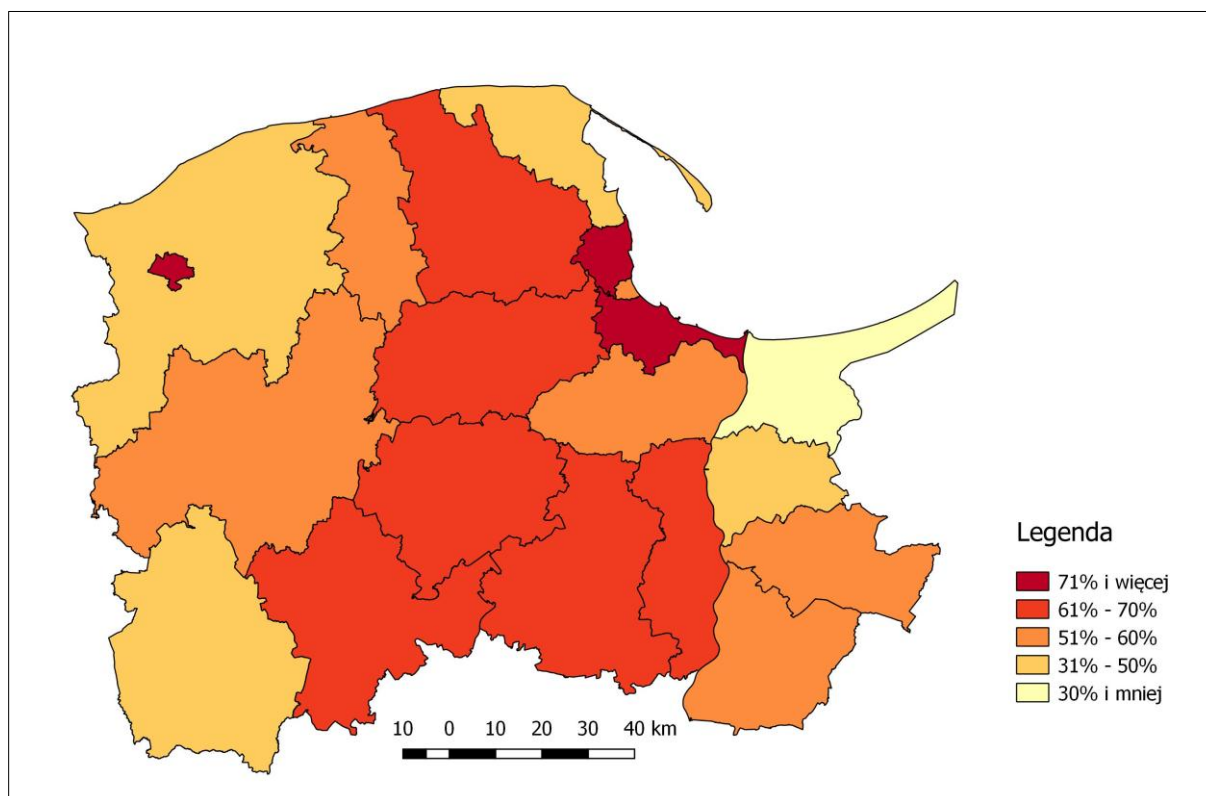 Legenda
71% i więcej
61% - 70%
51% - 60%
31% - 50%
30% i mniej
10 0 10 20 30 40 km